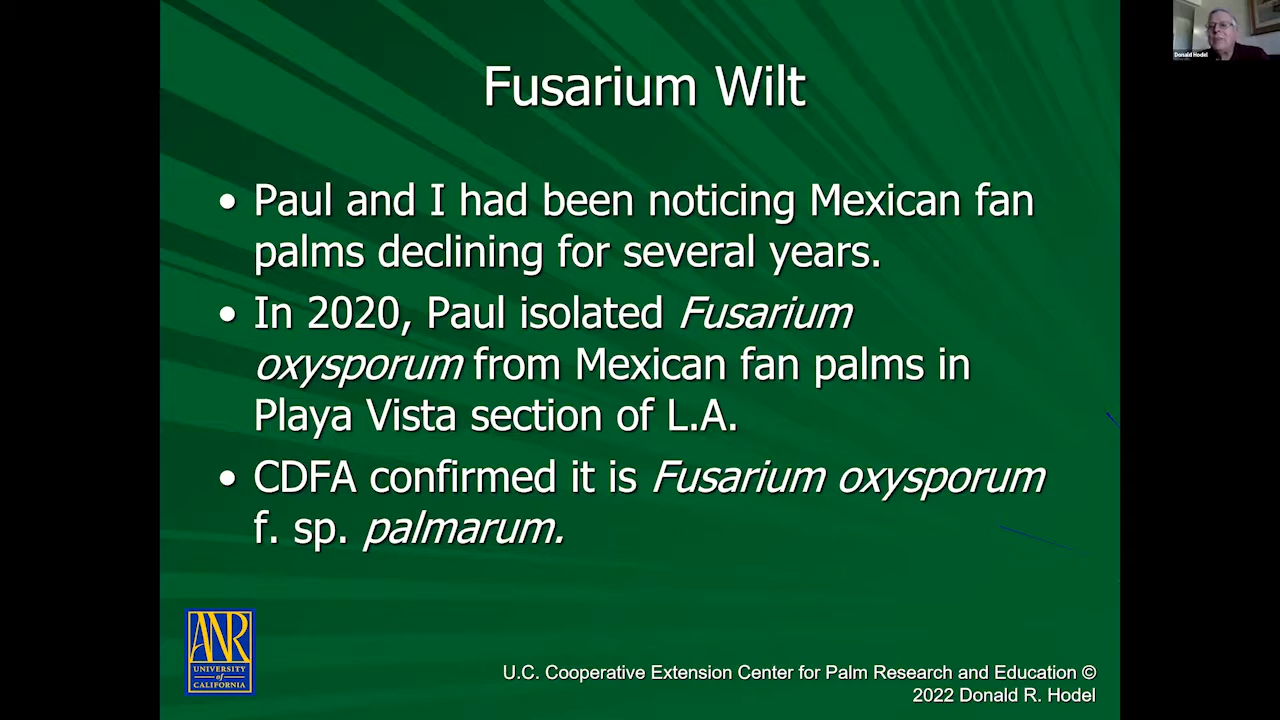 Donald Hodel
Fusarium Wilt
• Paul and I had been noticing Mexican fan
palms declining for several years.
• In 2020, Paul isolated Fusarium
oxysporum from Mexican fan palms in
Playa Vista section of L.A.
• CDFA confirmed it is Fusarium oxysporum
f. sp. palmarum.
ANR
UNIVERSITY
of
CALIFORNIA
U.C. Cooperative Extension Center for Palm Research and Education ©
2022 Donald R. Hodel